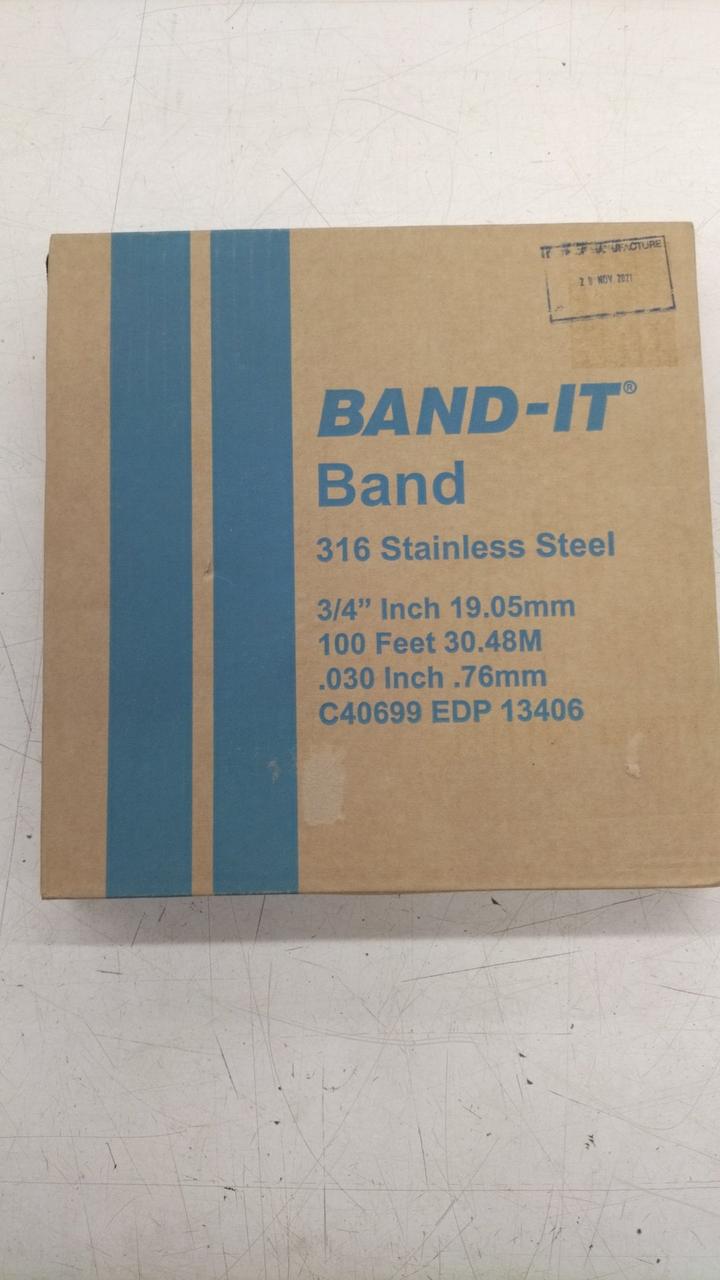 MANUFACTURE
NOV 2021
BAND-IT®
Band
316 Stainless Steel
3/4” Inch 19.05mm
100 Feet 30.48M
.030 Inch .76mm
C40699 EDP 13406